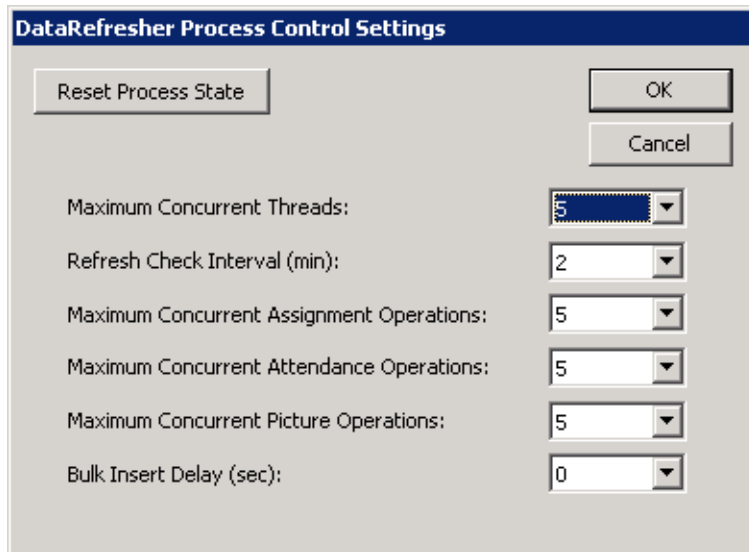 DataRefresher Process Control Settings
Reset Process State
OK
Cancel
Maximum Concurrent Threads: 5
Refresh Check Interval (min): 2
Maximum Concurrent Assignment Operations: 5
Maximum Concurrent Attendance Operations: 5
Maximum Concurrent Picture Operations: 5
Bulk Insert Delay (sec): 0